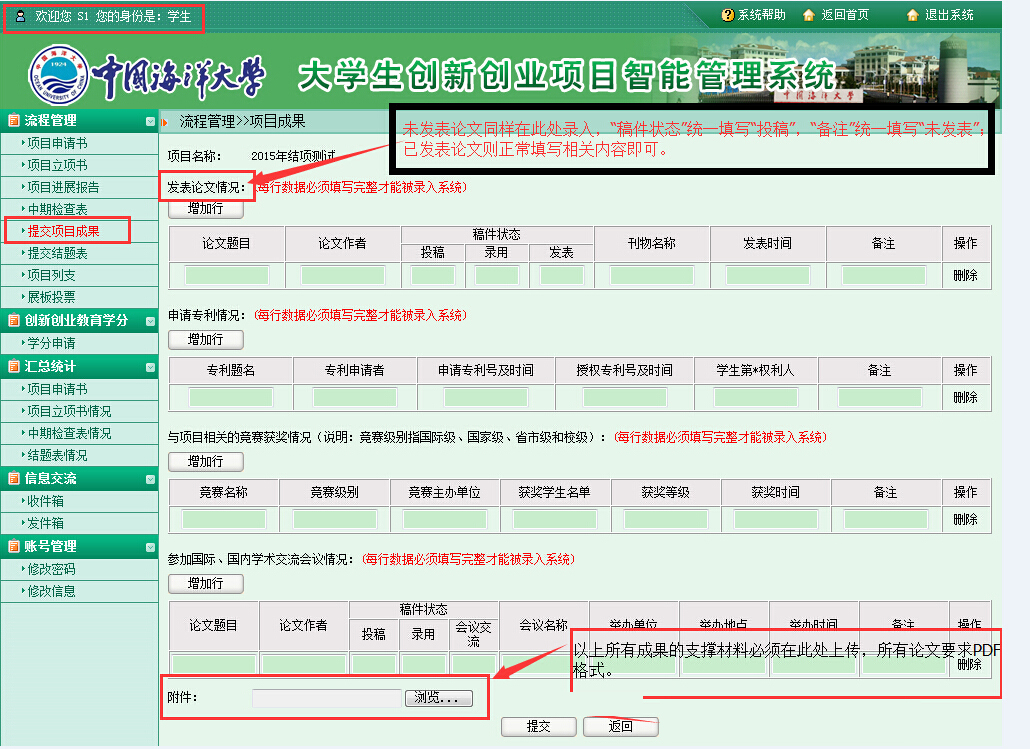 欢迎您 S1 您的身份是：学生
系统帮助 返回首页 退出系统
中国海洋大学 大学生创新创业项目智能管理系统
OCEAN UNIVERSITY OF CHINA
1924
中国海洋大学
流程管理
项目申请书
项目立项书
项目进展报告
中期检查表
提交项目成果
提交结题表
项目列支
展板投票
创新创业教育学分
学分申请
汇总统计
项目申请书
项目立项书情况
中期检查表情况
结题表情况
信息交流
收件箱
发件箱
账号管理
修改密码
修改信息
流程管理>>项目成果
未发表论文同样在此处录入，“稿件状态”统一填写“投稿”，“备注”统一填写“未发表”；
已发表论文则正常填写相关内容即可。
项目名称： 2015年结项测试
发表论文情况：（每行数据必须填写完整才能被录入系统）
增加行
论文题目 论文作者 稿件状态 刊物名称 发表时间 备注 操作
投稿 录用 发表
删除
申请专利情况：（每行数据必须填写完整才能被录入系统）
增加行
专利题名 专利申请者 申请专利号及时间 授权专利号及时间 学生第*权利人 备注 操作
删除
与项目相关的竞赛获奖情况（说明：竞赛级别指国际级、国家级、省市级和校级）：（每行数据必须填写完整才能被录入系统）
增加行
竞赛名称 竞赛级别 竞赛主办单位 获奖学生名单 获奖等级 获奖时间 备注 操作
删除
参加国际、国内学术交流会议情况：（每行数据必须填写完整才能被录入系统）
增加行
论文题目 论文作者 稿件状态 会议名称 举办单位 举办地点 举办时间 备注 操作
投稿 录用 会议交
流
删除
以上所有成果的支撑材料必须在此处上传，所有论文要求PDF
格式。
附件： 浏览...
提交 返回